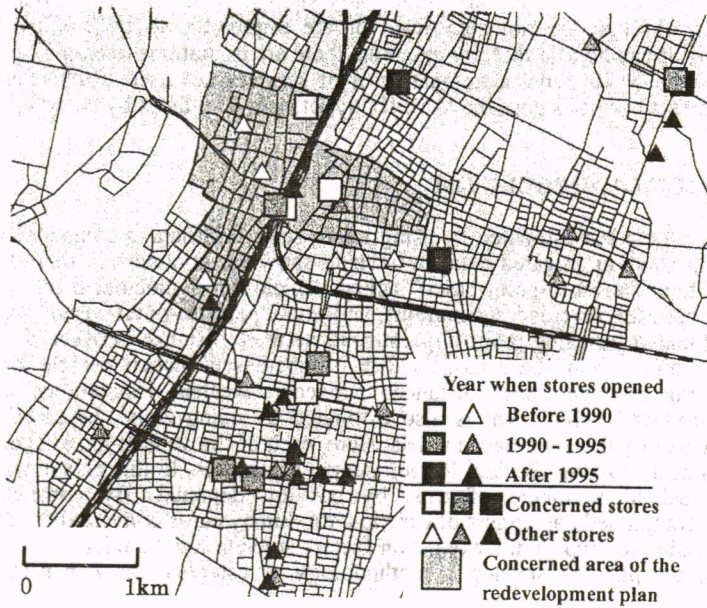 Year when stores opened
Before 1990
1990 - 1995
After 1995
Concerned stores
Other stores
Concerned area of the
redevelopment plan
0 1km